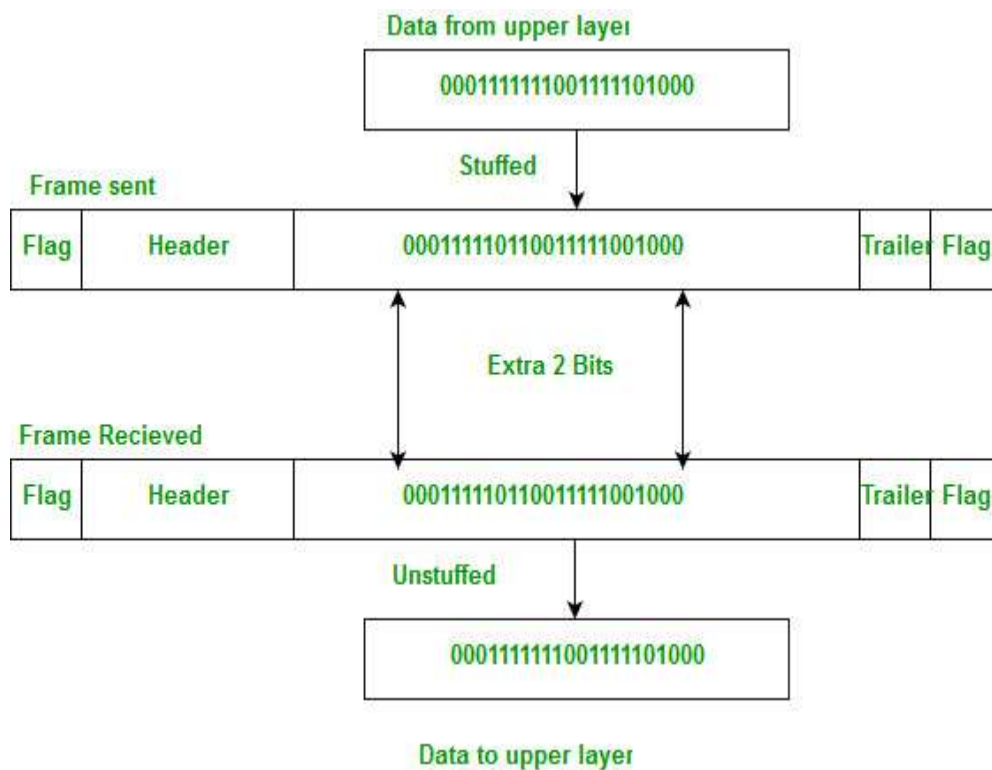 Data from upper layer
0001111111001111101000
Stuffed
Frame sent
Flag Header 000111110110011111001000 Trailer Flag
Extra 2 Bits
Frame Recieved
Flag Header 000111110110011111001000 Trailer Flag
Unstuffed
0001111111001111101000
Data to upper layer